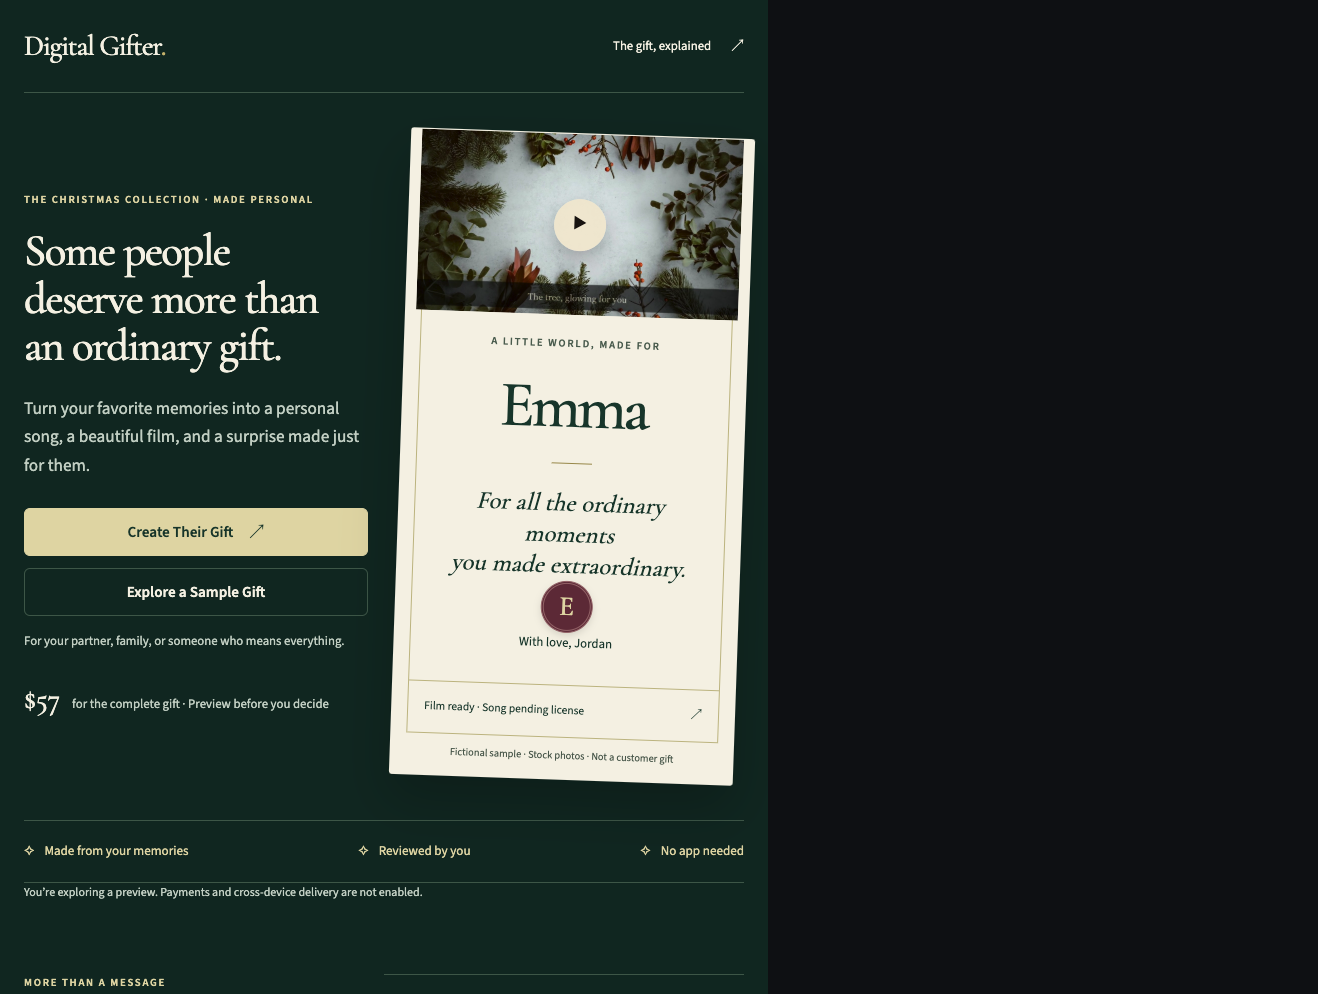 Digital Gifter.
The gift, explained ↗
THE CHRISTMAS COLLECTION · MADE PERSONAL
Some people
deserve more than
an ordinary gift.
Turn your favorite memories into a personal
song, a beautiful film, and a surprise made just
for them.
Create Their Gift ↗
Explore a Sample Gift
For your partner, family, or someone who means everything.
$57 for the complete gift · Preview before you decide
The tree, glowing for you
A LITTLE WORLD, MADE FOR
Emma
For all the ordinary
moments
you made extraordinary.
E
With love, Jordan
Film ready · Song pending license ↗
Fictional sample · Stock photos · Not a customer gift
✧ Made from your memories
✧ Reviewed by you
✧ No app needed
You’re exploring a preview. Payments and cross-device delivery are not enabled.
MORE THAN A MESSAGE